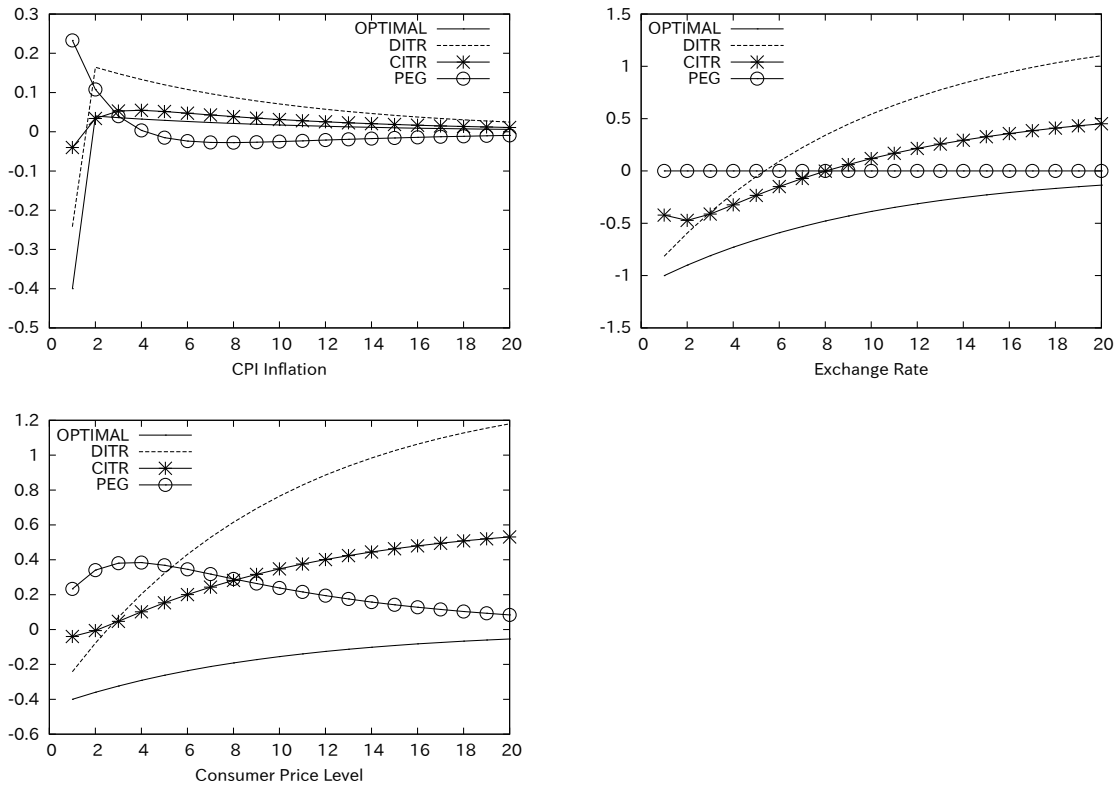 0.3
0.2
0.1
0
-0.1
-0.2
-0.3
-0.4
-0.5
OPTIMAL
DITR
CITR
PEG
0 2 4 6 8 10 12 14 16 18 20
CPI Inflation
1.5
1
0.5
0
-0.5
-1
-1.5
OPTIMAL
DITR
CITR
PEG
0 2 4 6 8 10 12 14 16 18 20
Exchange Rate
1.2
1
0.8
0.6
0.4
0.2
0
-0.2
-0.4
-0.6
OPTIMAL
DITR
CITR
PEG
0 2 4 6 8 10 12 14 16 18 20
Consumer Price Level